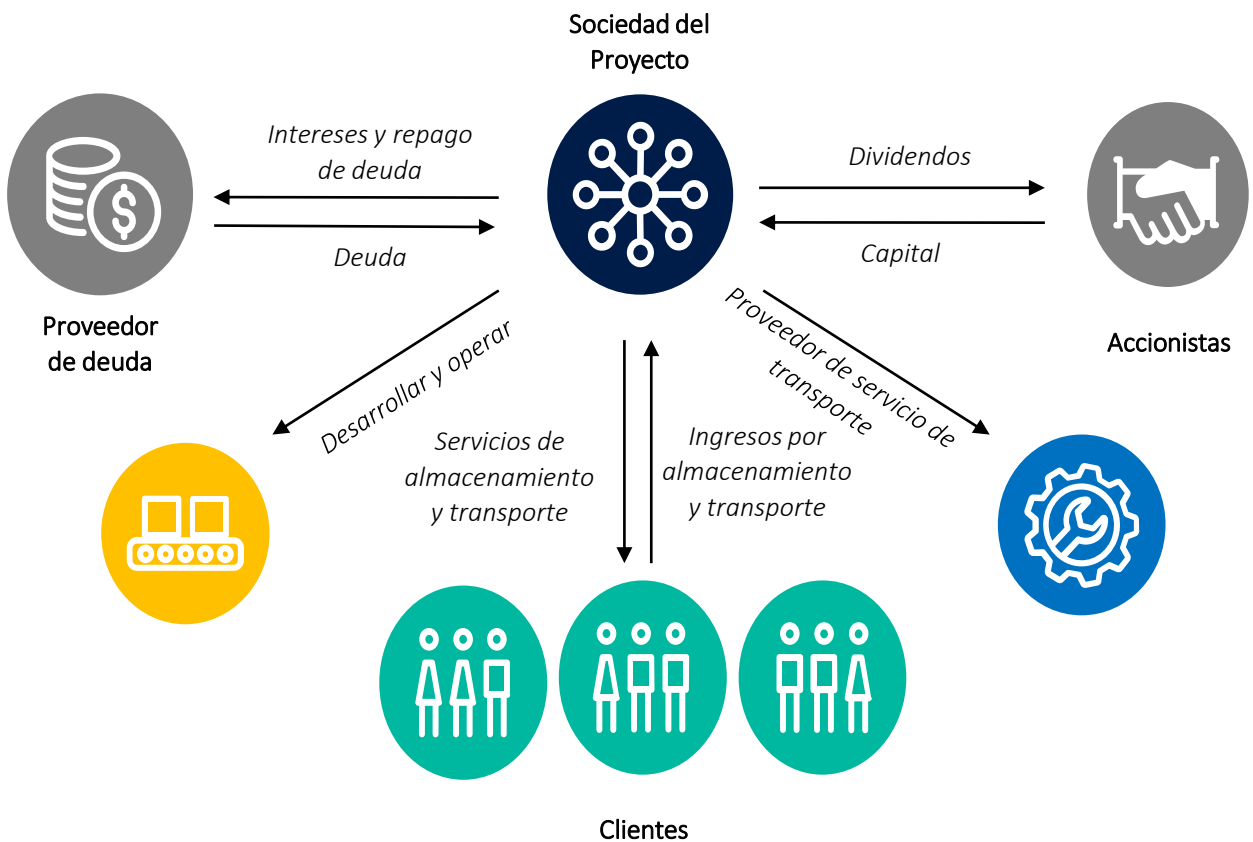 Sociedad del
Proyecto
Intereses y repago
de deuda
Dividendos
Deuda
Capital
Proveedor
de deuda
Accionistas
Desarrollar y operar
Proveedor de servicio de
transporte
Servicios de
almacenamiento
y transporte
Ingresos por
almacenamiento
y transporte
Clientes